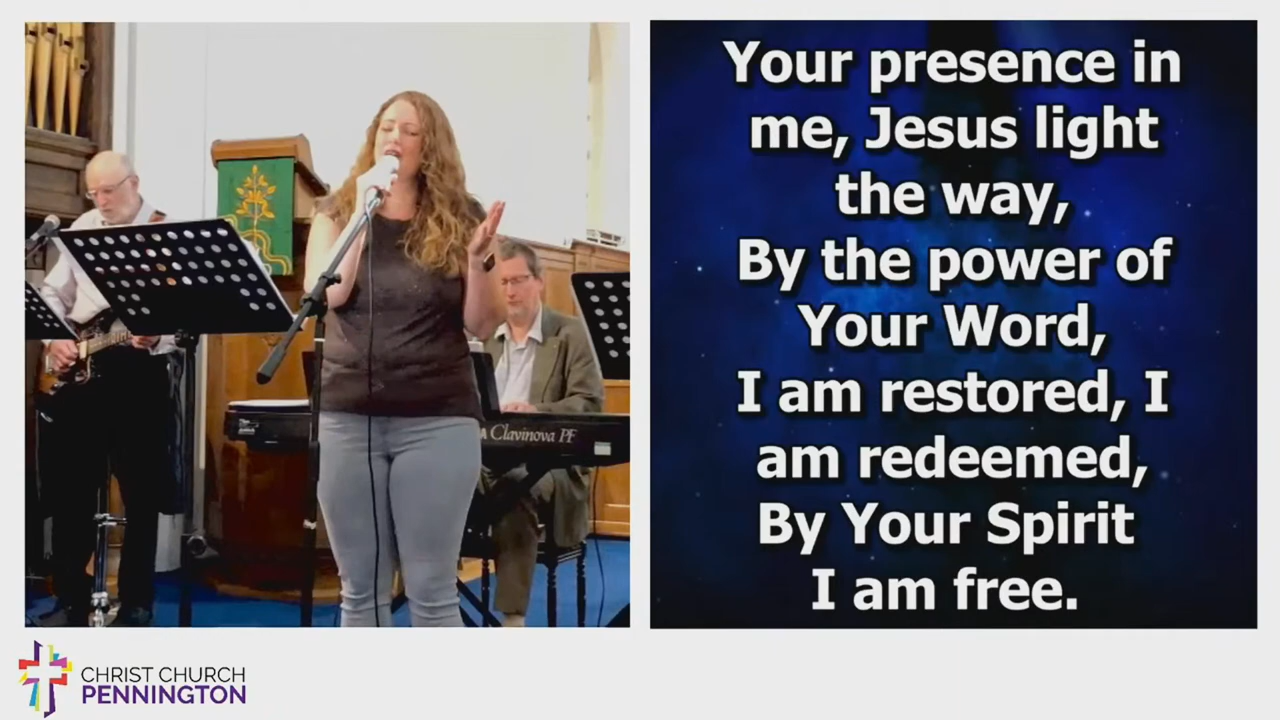 Your presence in
me, Jesus light
the way,
By the power of
Your Word,
I am restored, I
am redeemed,
By Your Spirit
I am free.
Clavinova PF
CHRIST CHURCH
PENNINGTON